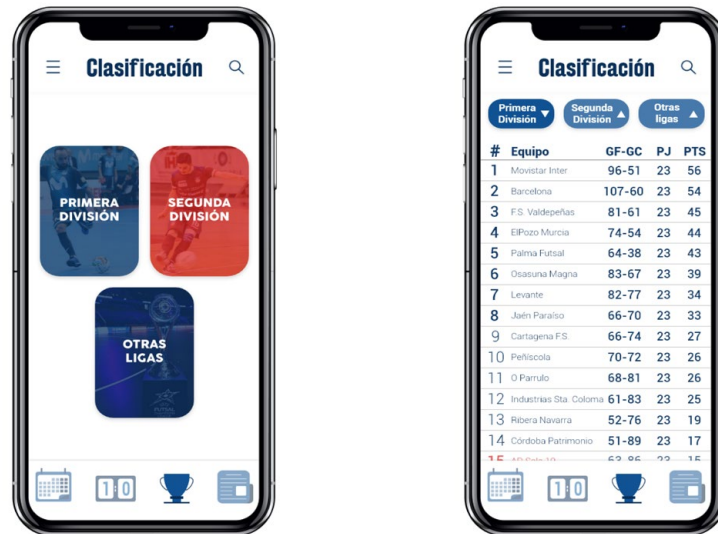 Clasificación
PRIMERA
DIVISIÓN
SEGUNDA
DIVISIÓN
OTRAS
LIGAS
1 0
Clasificación
Primera
División
Segunda
División
Otras
ligas
# Equipo GF-GC PJ PTS
1 Movistar Inter 96-51 23 56
2 Barcelona 107-60 23 54
3 F.S. Valdepeñas 81-61 23 45
4 ElPozo Murcia 74-54 23 44
5 Palma Futsal 64-38 23 43
6 Osasuna Magna 83-67 23 39
7 Levante 82-77 23 34
8 Jaén Paraíso 66-70 23 33
9 Cartagena F.S. 66-74 23 27
10 Peñíscola 70-72 23 26
11 O Parrulo 68-81 23 26
12 Industrias Sta. Coloma 61-83 23 25
13 Ribera Navarra 52-76 23 19
14 Córdoba Patrimonio 51-89 23 17
15 63-86 23 15
1 0